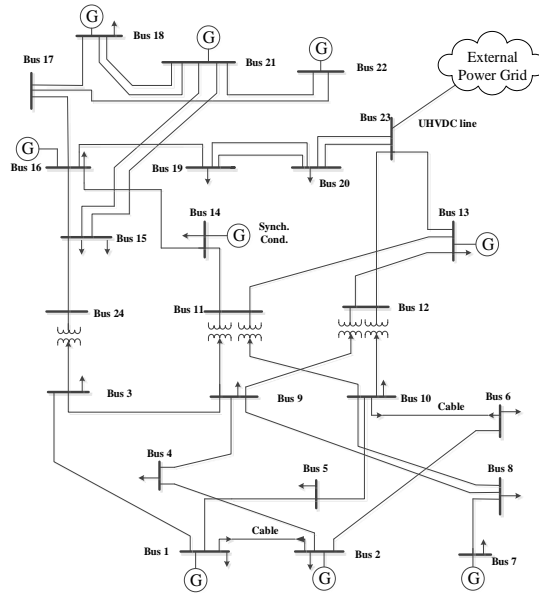 G
Bus 18
G
Bus 21
G
Bus 22
External
Power Grid
Bus 17
Bus 23
UHVDC line
G
Bus 16
Bus 19
Bus 20
Bus 14
G
Synch.
Cond.
Bus 13
G
Bus 15
Bus 24
Bus 11
Bus 12
Bus 3
Bus 9
Bus 10
Bus 6
Cable
Bus 4
Bus 5
Bus 8
Cable
Bus 1
G
Bus 2
G
Bus 7
G